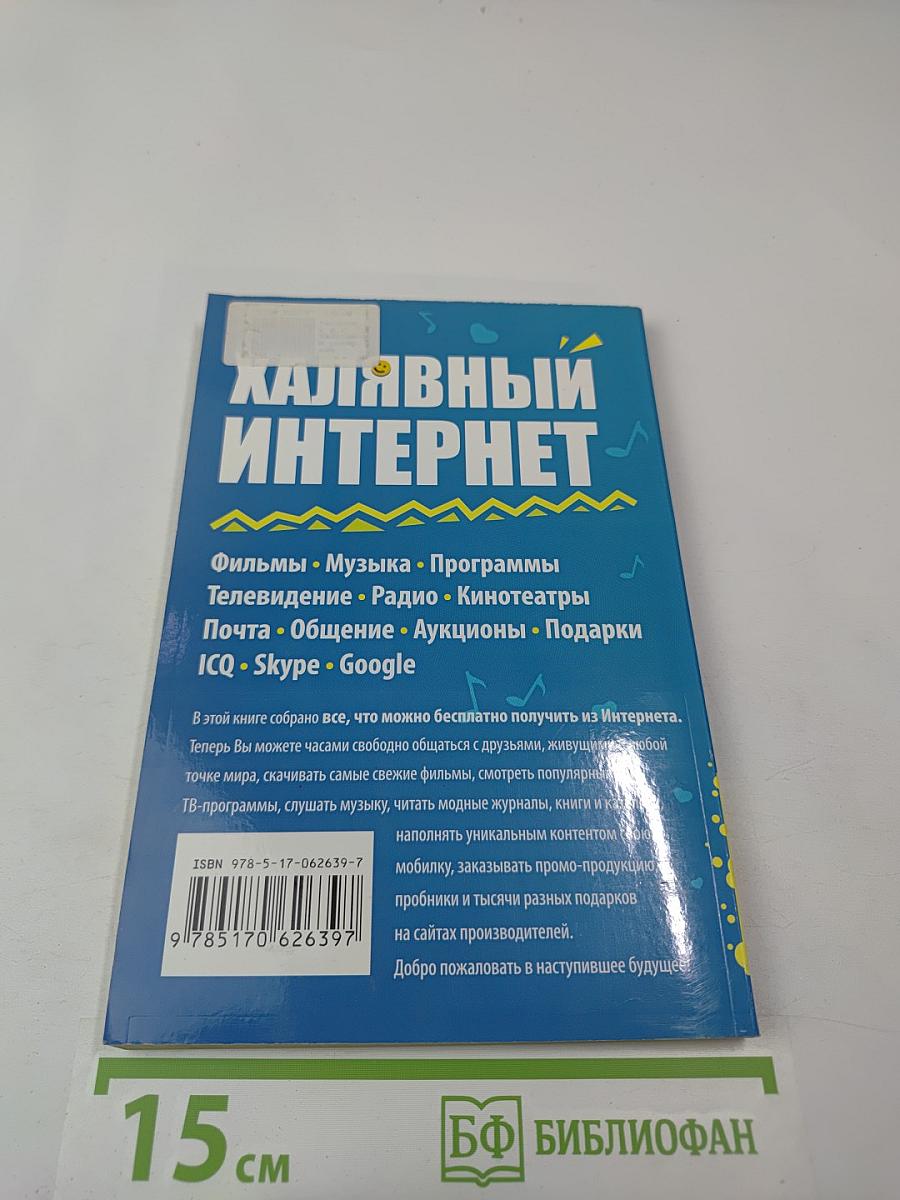 ХАЛЯВНЫЙ
ИНТЕРНЕТ
Фильмы • Музыка • Программы
Телевидение • Радио • Кинотеатры
Почта • Общение • Аукционы • Подарки
ICQ • Skype • Google
В этой книге собрано все, что можно бесплатно получить из Интернета.
Теперь Вы можете часами свободно общаться с друзьями, живущими любой
точке мира, скачивать самые свежие фильмы, смотреть популярные
ТВ-программы, слушать музыку, читать модные журналы, книги и
наполнять уникальным контентом свою
мобилку, заказывать промо-продукцию,
пробники и тысячи разных подарков
на сайтах производителей.
Добро пожаловать в наступившее будущее!
ISBN 978-5-17-062639-7
9 785170 626397
15 см
БФ БИБЛИОФАН